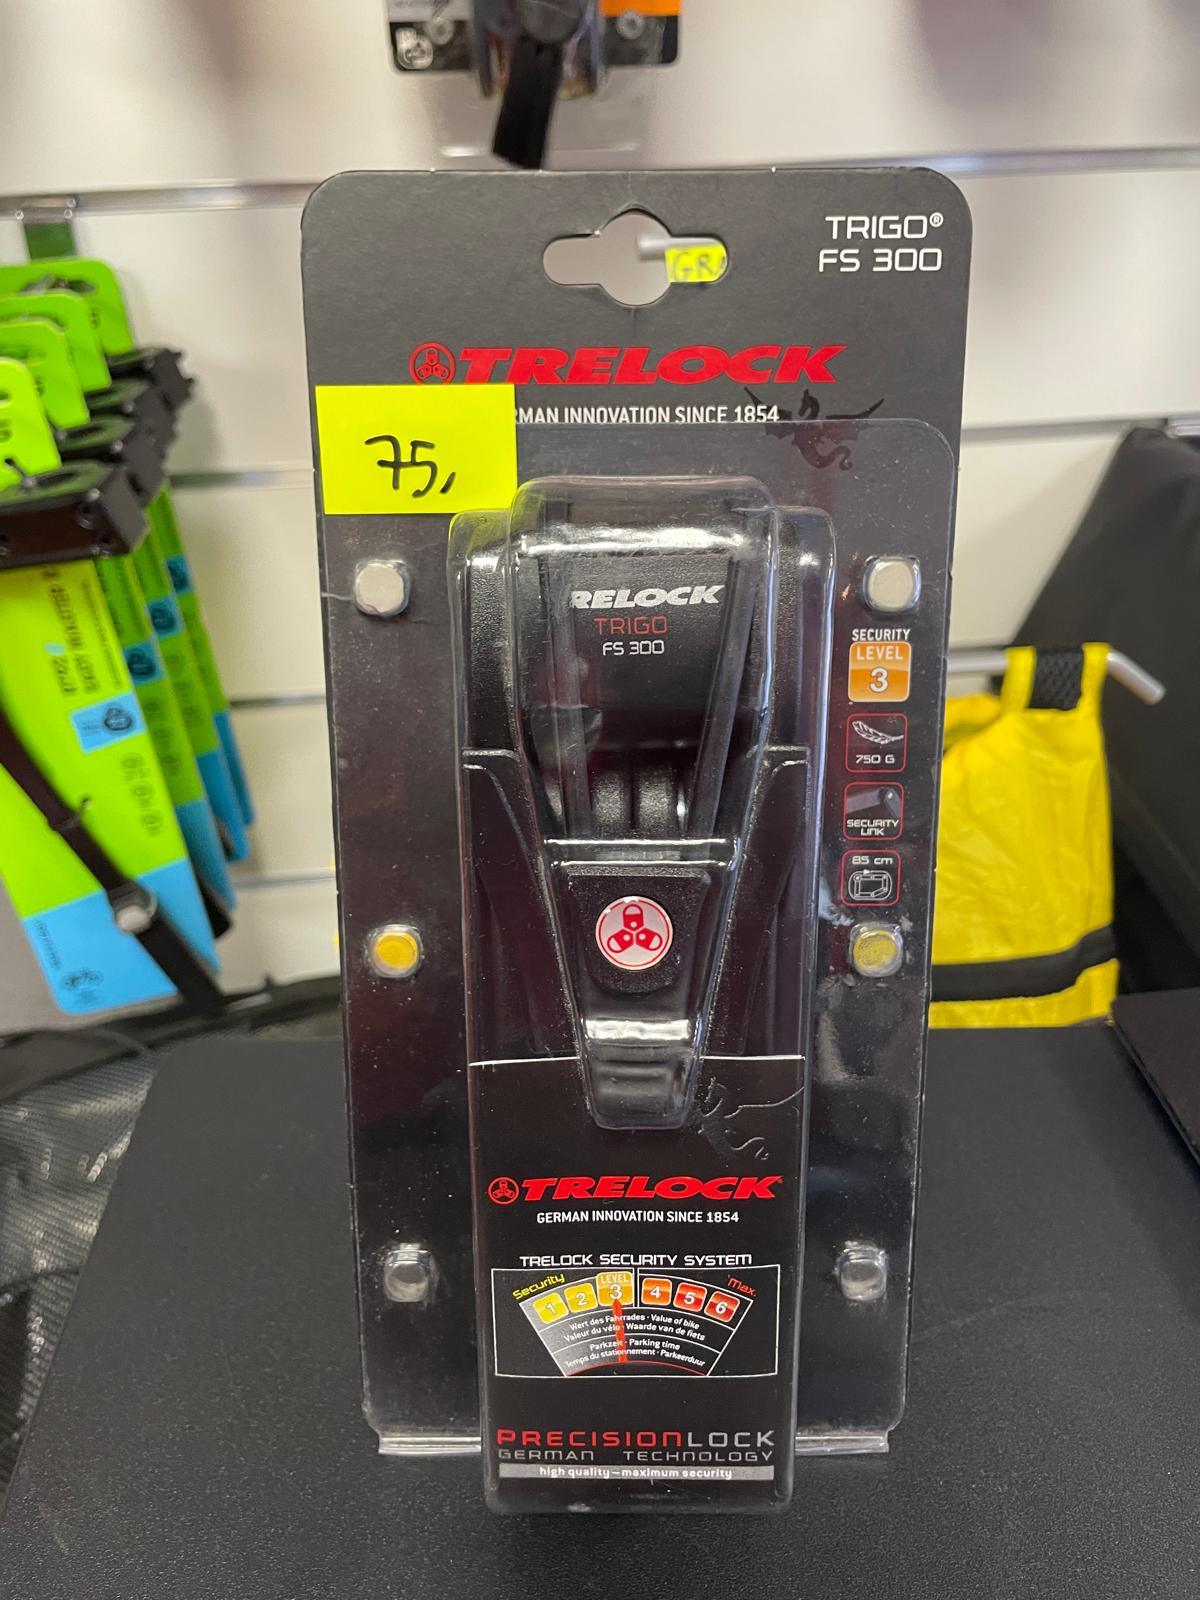 TRIGO®
FS 300
GR
TRELOCK
RMAN INNOVATION SINCE 1854
75,
RELOCK
TRIGO
FS 300
SECURITY
LEVEL
3
750 G
SECURITY
LINK
85 cm
TRELOCK
GERMAN INNOVATION SINCE 1854
TRELOCK SECURITY SYSTEM
Security
1 2 LEVEL 3 4 5 6
Max.
Wert des Fahrrades · Value of bike
Valeur du vélo · Waarde van de fiets
Parkzeit · Parking time
Temps du stationnement · Parkeerduur
PRECISIONLOCK
GERMAN TECHNOLOGY
high quality – maximum security